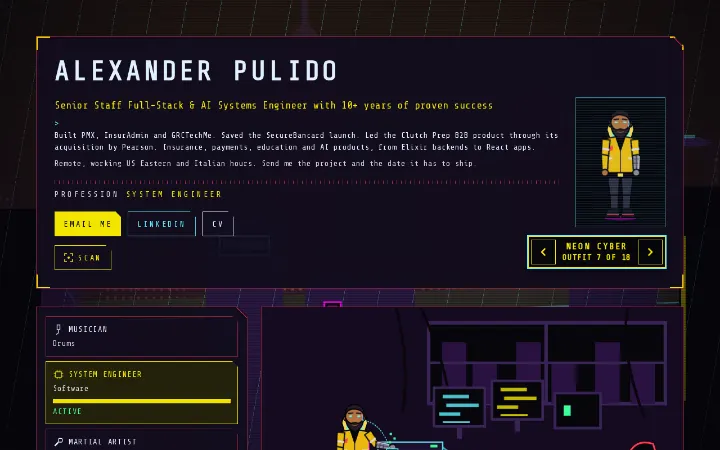 ALEXANDER PULIDO
Senior Staff Full-Stack & AI Systems Engineer with 10+ years of proven success
>
Built PMX, InsurAdmin and GRCTechMe. Saved the SecureBancard launch. Led the Clutch Prep B2B product through its
acquisition by Pearson. Insurance, payments, education and AI products, from Elixir backends to React apps.
Remote, working US Eastern and Italian hours. Send me the project and the date it has to ship.
PROFESSION SYSTEM ENGINEER
EMAIL ME
LINKEDIN
CV
SCAN
NEON CYBER
OUTFIT 7 OF 18
MUSICIAN
Drums
SYSTEM ENGINEER
Software
ACTIVE
MARTIAL ARTIST